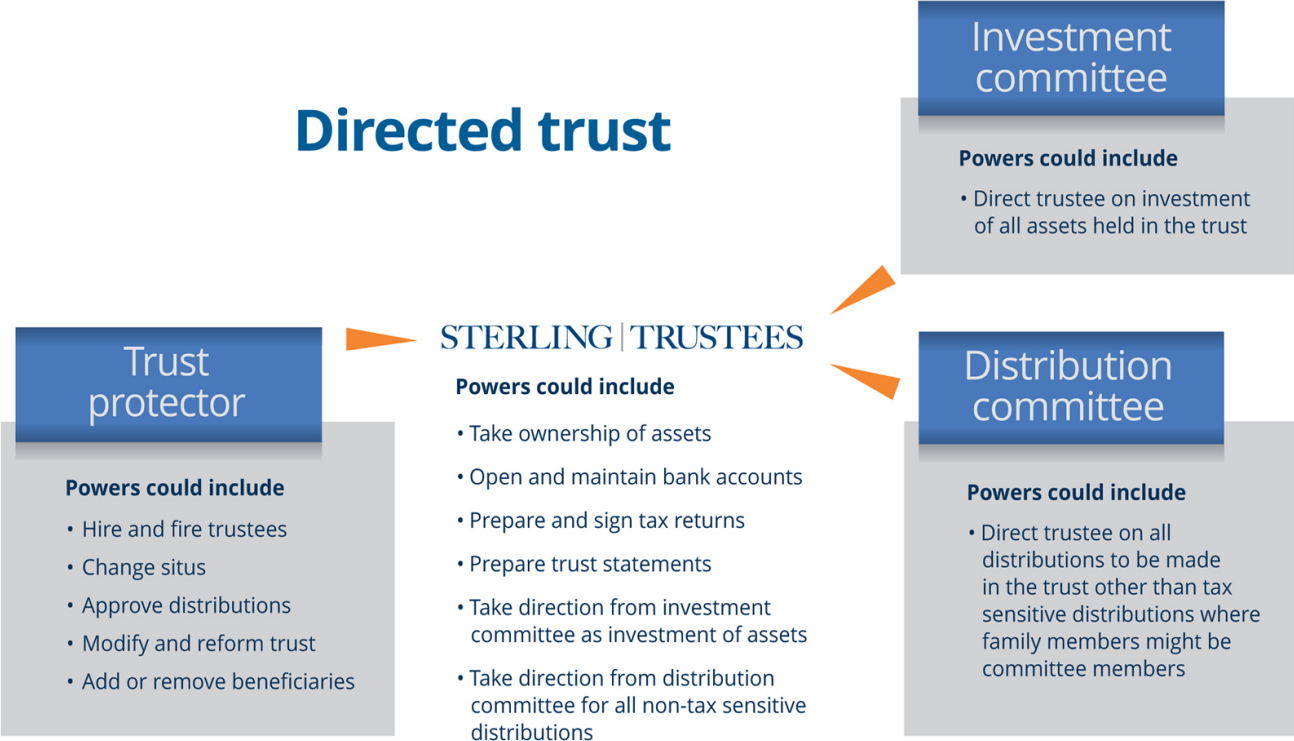 Directed trust
Investment
committee
Powers could include
• Direct trustee on investment
of all assets held in the trust
Trust
protector
Powers could include
• Hire and fire trustees
• Change situs
• Approve distributions
• Modify and reform trust
• Add or remove beneficiaries
STERLING | TRUSTEES
Powers could include
• Take ownership of assets
• Open and maintain bank accounts
• Prepare and sign tax returns
• Prepare trust statements
• Take direction from investment
committee as investment of assets
• Take direction from distribution
committee for all non-tax sensitive
distributions
Distribution
committee
Powers could include
• Direct trustee on all
distributions to be made
in the trust other than tax
sensitive distributions where
family members might be
committee members